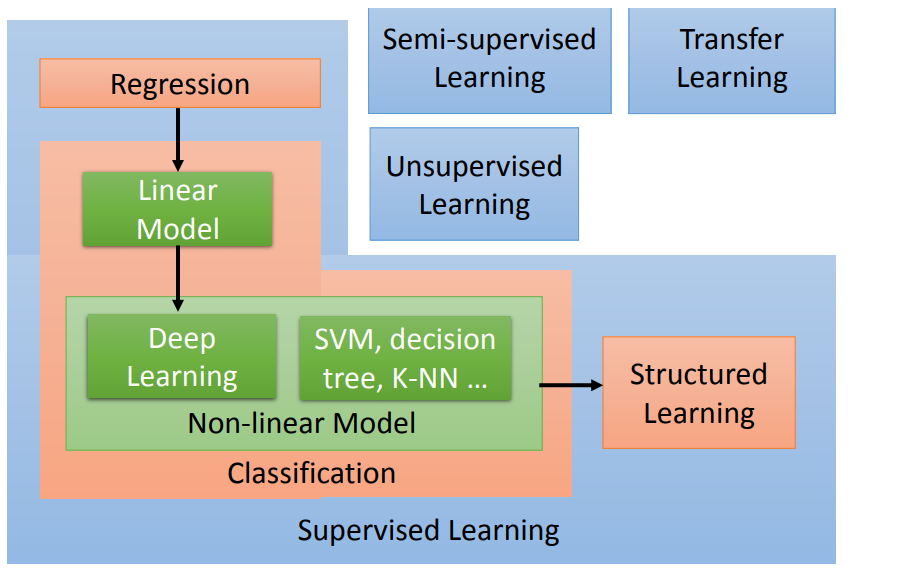 Semi-supervised
Learning
Transfer
Learning
Regression
Unsupervised
Learning
Linear
Model
Deep
Learning
SVM, decision
tree, K-NN ...
Non-linear Model
Structured
Learning
Classification
Supervised Learning